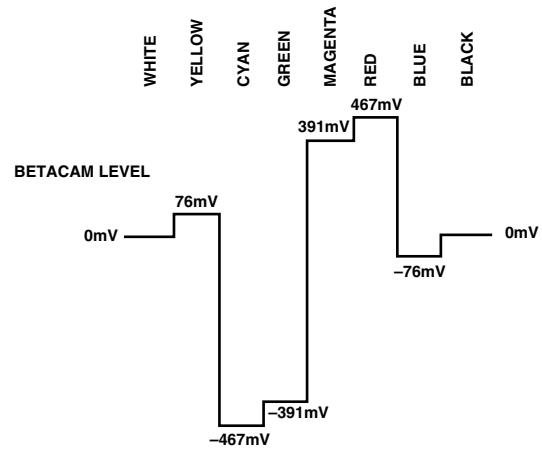 WHITE
YELLOW
CYAN
GREEN
MAGENTA
RED
BLUE
BLACK
467mV
391mV
BETACAM LEVEL
76mV
0mV
0mV
–76mV
–391mV
–467mV